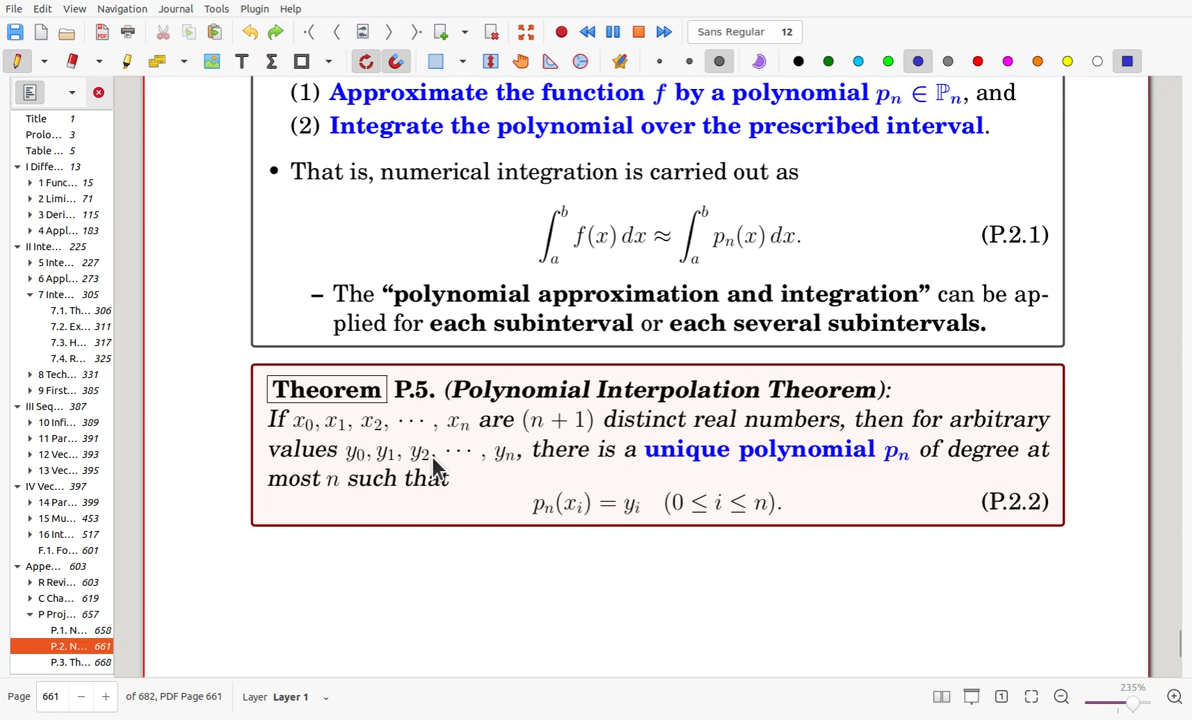 File Edit View Navigation Journal Tools Plugin Help
Sans Regular 12
Title 1
Prolo... 3
Table ... 5
I Diffe... 13
1 Func... 15
2 Limi... 71
3 Deri... 115
4 Appl... 183
II Inte... 225
5 Inte... 227
6 Appl... 273
7 Inte... 305
7.1. Th... 306
7.2. Ex... 311
7.3. H... 317
7.4. R... 325
8 Tech... 331
9 First... 385
III Seq... 387
10 Infi... 389
11 Par... 391
12 Vec... 393
13 Vec... 395
IV Vec... 397
14 Par... 399
15 Mu... 453
16 Int... 517
F.1. Fo... 601
Appe... 603
R Revi... 603
C Cha... 619
P Proj... 657
P.1. N... 658
P.2. N... 661
P.3. Th... 668
(1) Approximate the function f by a polynomial pₙ ∈ ℙₙ, and
(2) Integrate the polynomial over the prescribed interval.
• That is, numerical integration is carried out as
∫ₐᵇ f(x) dx ≈ ∫ₐᵇ pₙ(x) dx. (P.2.1)
– The “polynomial approximation and integration” can be ap-
plied for each subinterval or each several subintervals.
Theorem P.5. (Polynomial Interpolation Theorem):
If x₀, x₁, x₂, ⋯ , xₙ are (n + 1) distinct real numbers, then for arbitrary
values y₀, y₁, y₂, ⋯ , yₙ, there is a unique polynomial pₙ of degree at
most n such that
pₙ(xᵢ) = yᵢ (0 ≤ i ≤ n). (P.2.2)
Page 661 − + of 682, PDF Page 661 Layer Layer 1 235%